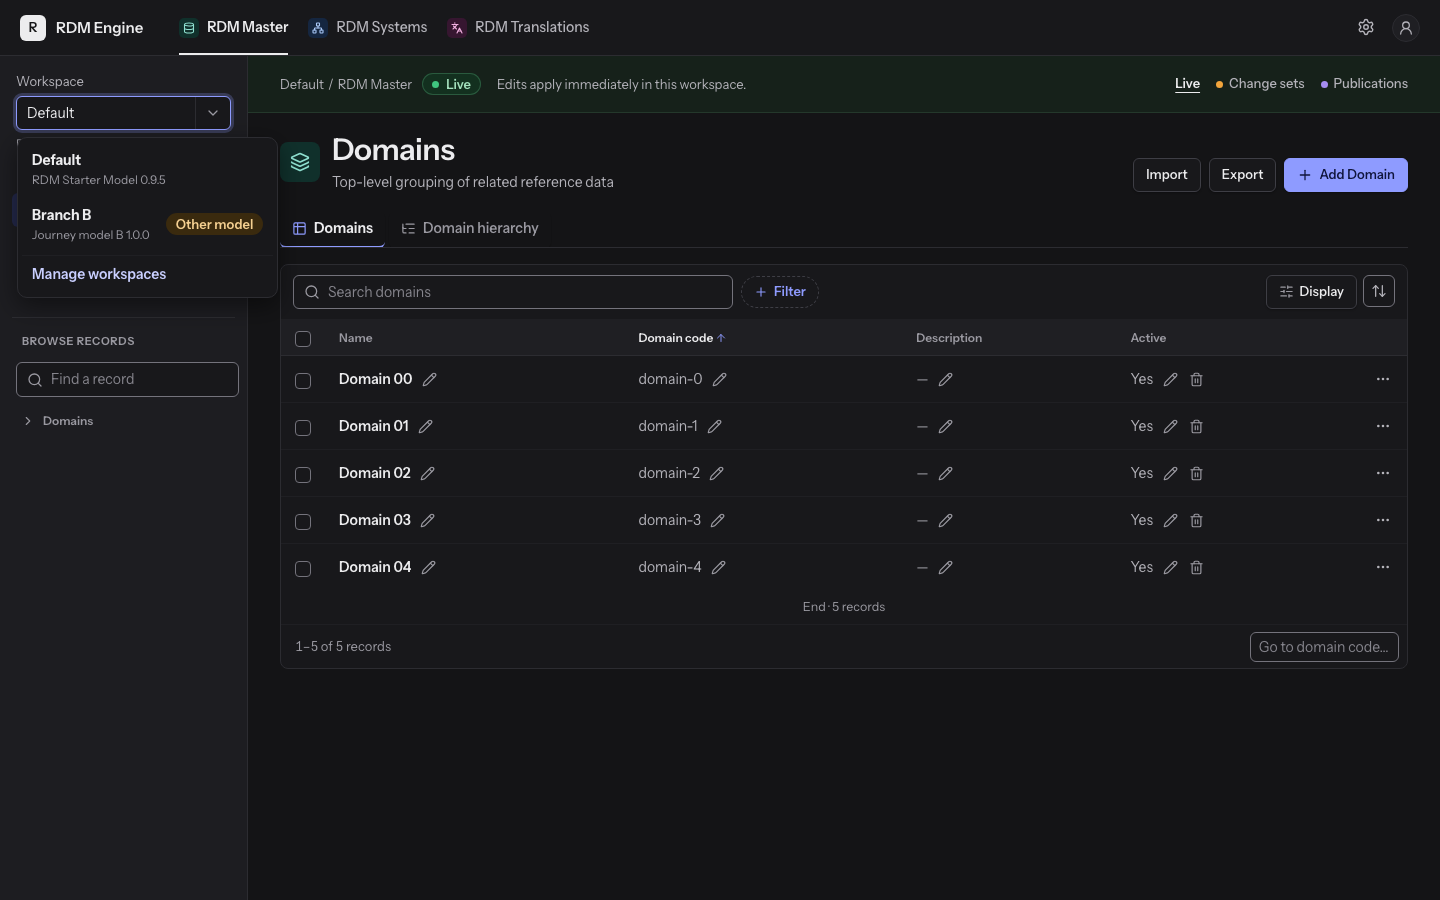 R RDM Engine RDM Master RDM Systems RDM Translations
Workspace
Default
Default
RDM Starter Model 0.9.5
Branch B
Journey model B 1.0.0
Other model
Manage workspaces
BROWSE RECORDS
Find a record
Domains
Default / RDM Master Live Edits apply immediately in this workspace.
Live Change sets Publications
Domains
Top-level grouping of related reference data
Import Export + Add Domain
Domains Domain hierarchy
Search domains + Filter Display
Name Domain code ↑ Description Active
Domain 00 domain-0 — Yes ···
Domain 01 domain-1 — Yes ···
Domain 02 domain-2 — Yes ···
Domain 03 domain-3 — Yes ···
Domain 04 domain-4 — Yes ···
End · 5 records
1–5 of 5 records Go to domain code...